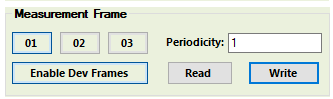 Measurement Frame
01 02 03 Periodicity: 1
Enable Dev Frames Read Write